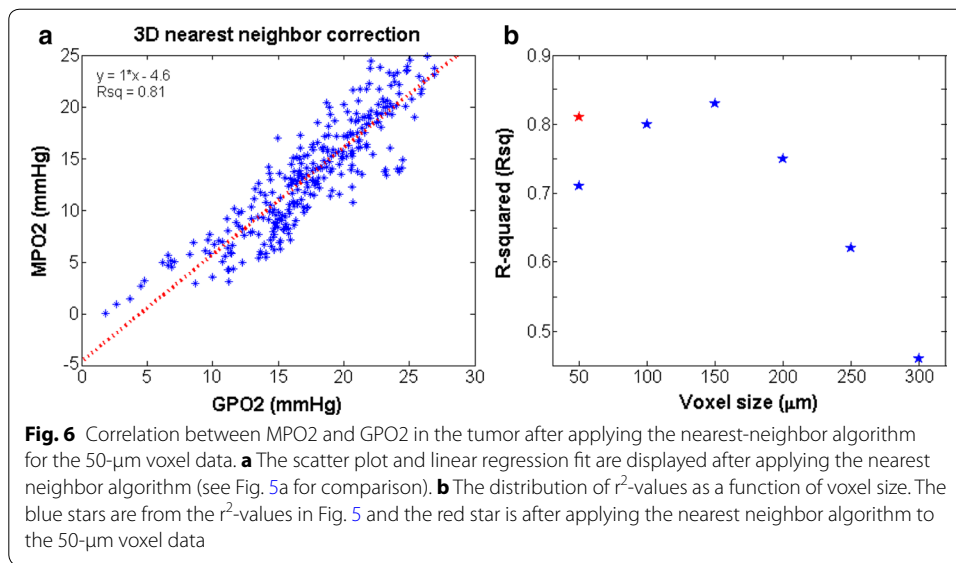 a
3D nearest neighbor correction
y = 1*x - 4.6
Rsq = 0.81
MPO2 (mmHg)
25
20
15
10
5
0
-5
0 5 10 15 20 25 30
GPO2 (mmHg)
b
R-squared (Rsq)
0.9
0.8
0.7
0.6
0.5
50 100 150 200 250 300
Voxel size (μm)
Fig. 6 Correlation between MPO2 and GPO2 in the tumor after applying the nearest-neighbor algorithm
for the 50-μm voxel data. a The scatter plot and linear regression fit are displayed after applying the nearest
neighbor algorithm (see Fig. 5a for comparison). b The distribution of r²-values as a function of voxel size. The
blue stars are from the r²-values in Fig. 5 and the red star is after applying the nearest neighbor algorithm to
the 50-μm voxel data